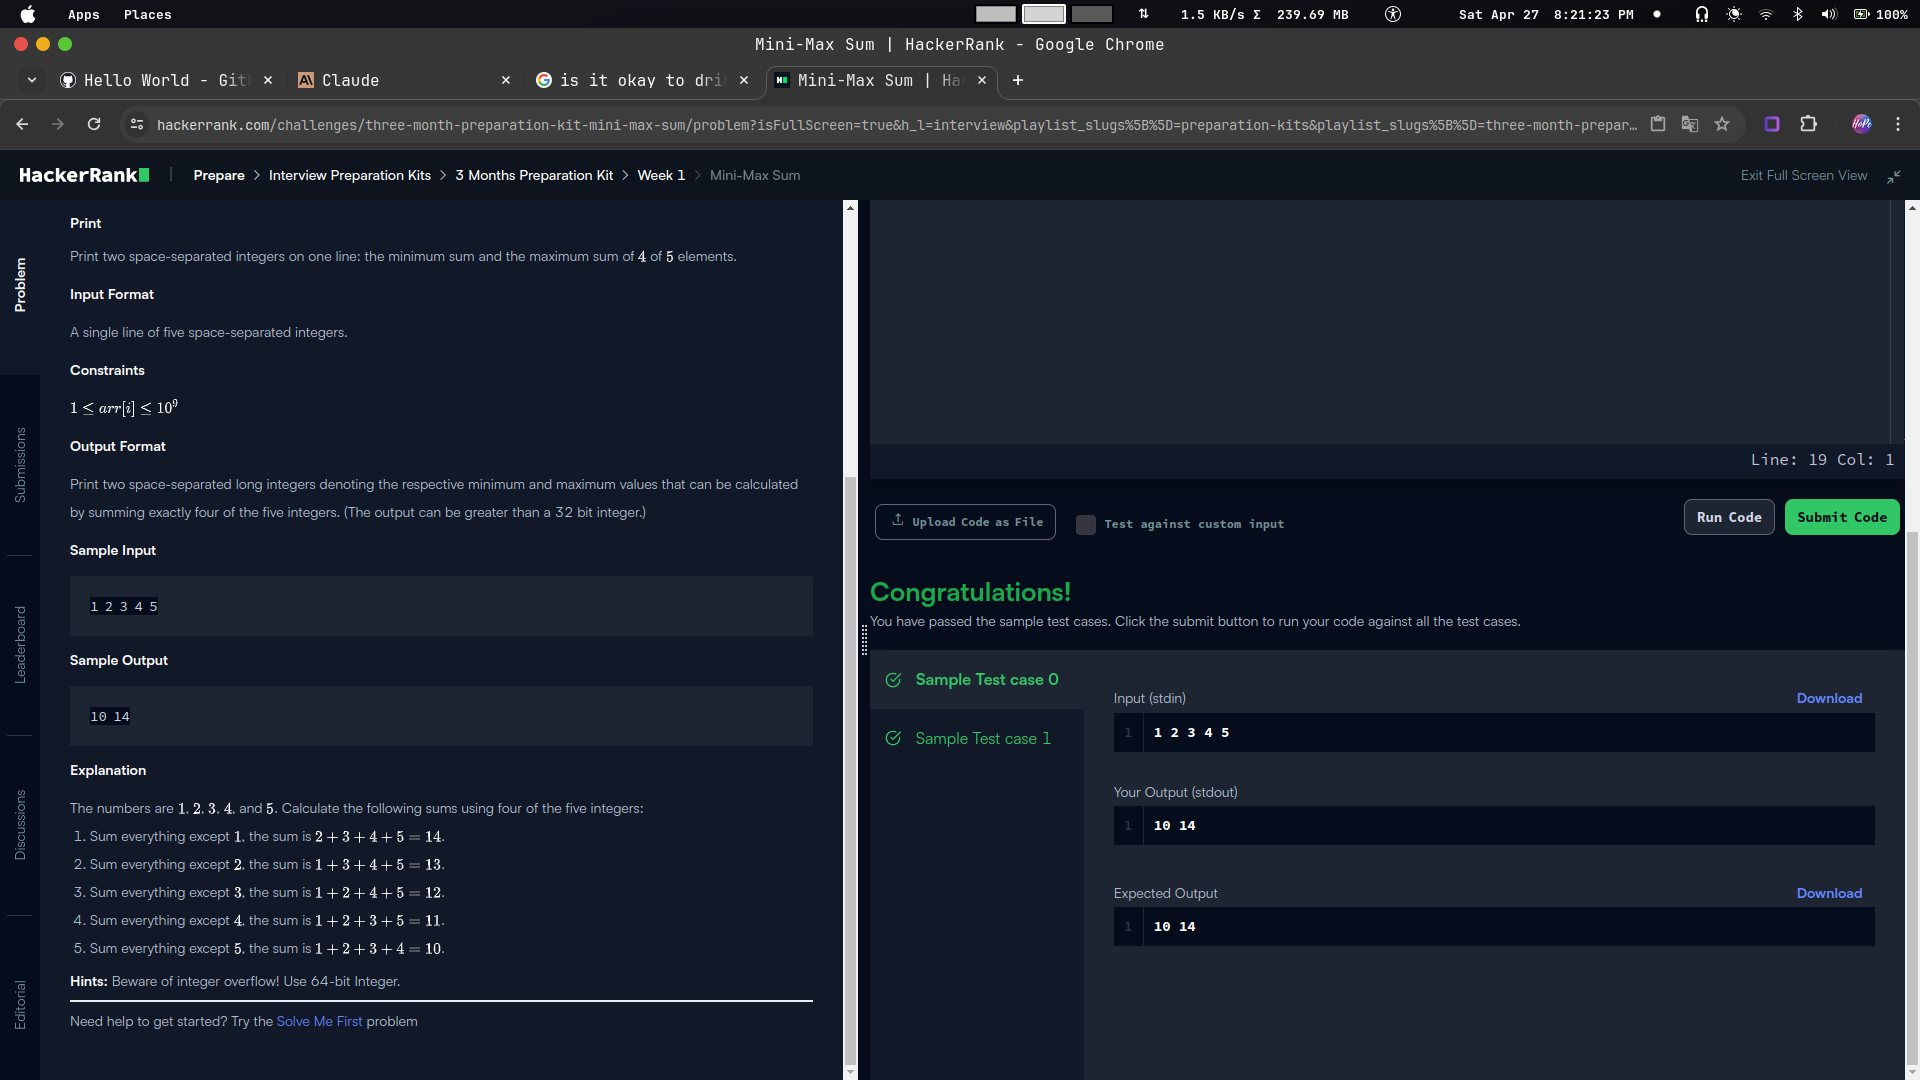 Apps Places
1.5 KB/s Σ 239.69 MB
Sat Apr 27 8:21:23 PM
100%
Mini-Max Sum | HackerRank - Google Chrome
Hello World - Git
Claude
is it okay to dri
Mini-Max Sum | Ha
hackerrank.com/challenges/three-month-preparation-kit-mini-max-sum/problem?isFullScreen=true&h_l=interview&playlist_slugs%5B%5D=preparation-kits&playlist_slugs%5B%5D=three-month-prepar...
HackerRank
Prepare > Interview Preparation Kits > 3 Months Preparation Kit > Week 1 > Mini-Max Sum
Exit Full Screen View
Problem
Submissions
Leaderboard
Discussions
Editorial
Print
Print two space-separated integers on one line: the minimum sum and the maximum sum of 4 of 5 elements.
Input Format
A single line of five space-separated integers.
Constraints
1 ≤ arr[i] ≤ 10⁹
Output Format
Print two space-separated long integers denoting the respective minimum and maximum values that can be calculated
by summing exactly four of the five integers. (The output can be greater than a 32 bit integer.)
Sample Input
1 2 3 4 5
Sample Output
10 14
Explanation
The numbers are 1, 2, 3, 4, and 5. Calculate the following sums using four of the five integers:
1. Sum everything except 1, the sum is 2 + 3 + 4 + 5 = 14.
2. Sum everything except 2, the sum is 1 + 3 + 4 + 5 = 13.
3. Sum everything except 3, the sum is 1 + 2 + 4 + 5 = 12.
4. Sum everything except 4, the sum is 1 + 2 + 3 + 5 = 11.
5. Sum everything except 5, the sum is 1 + 2 + 3 + 4 = 10.
Hints: Beware of integer overflow! Use 64-bit Integer.
Need help to get started? Try the Solve Me First problem
Line: 19 Col: 1
Upload Code as File
Test against custom input
Run Code
Submit Code
Congratulations!
You have passed the sample test cases. Click the submit button to run your code against all the test cases.
Sample Test case 0
Sample Test case 1
Input (stdin)
Download
1 1 2 3 4 5
Your Output (stdout)
1 10 14
Expected Output
Download
1 10 14